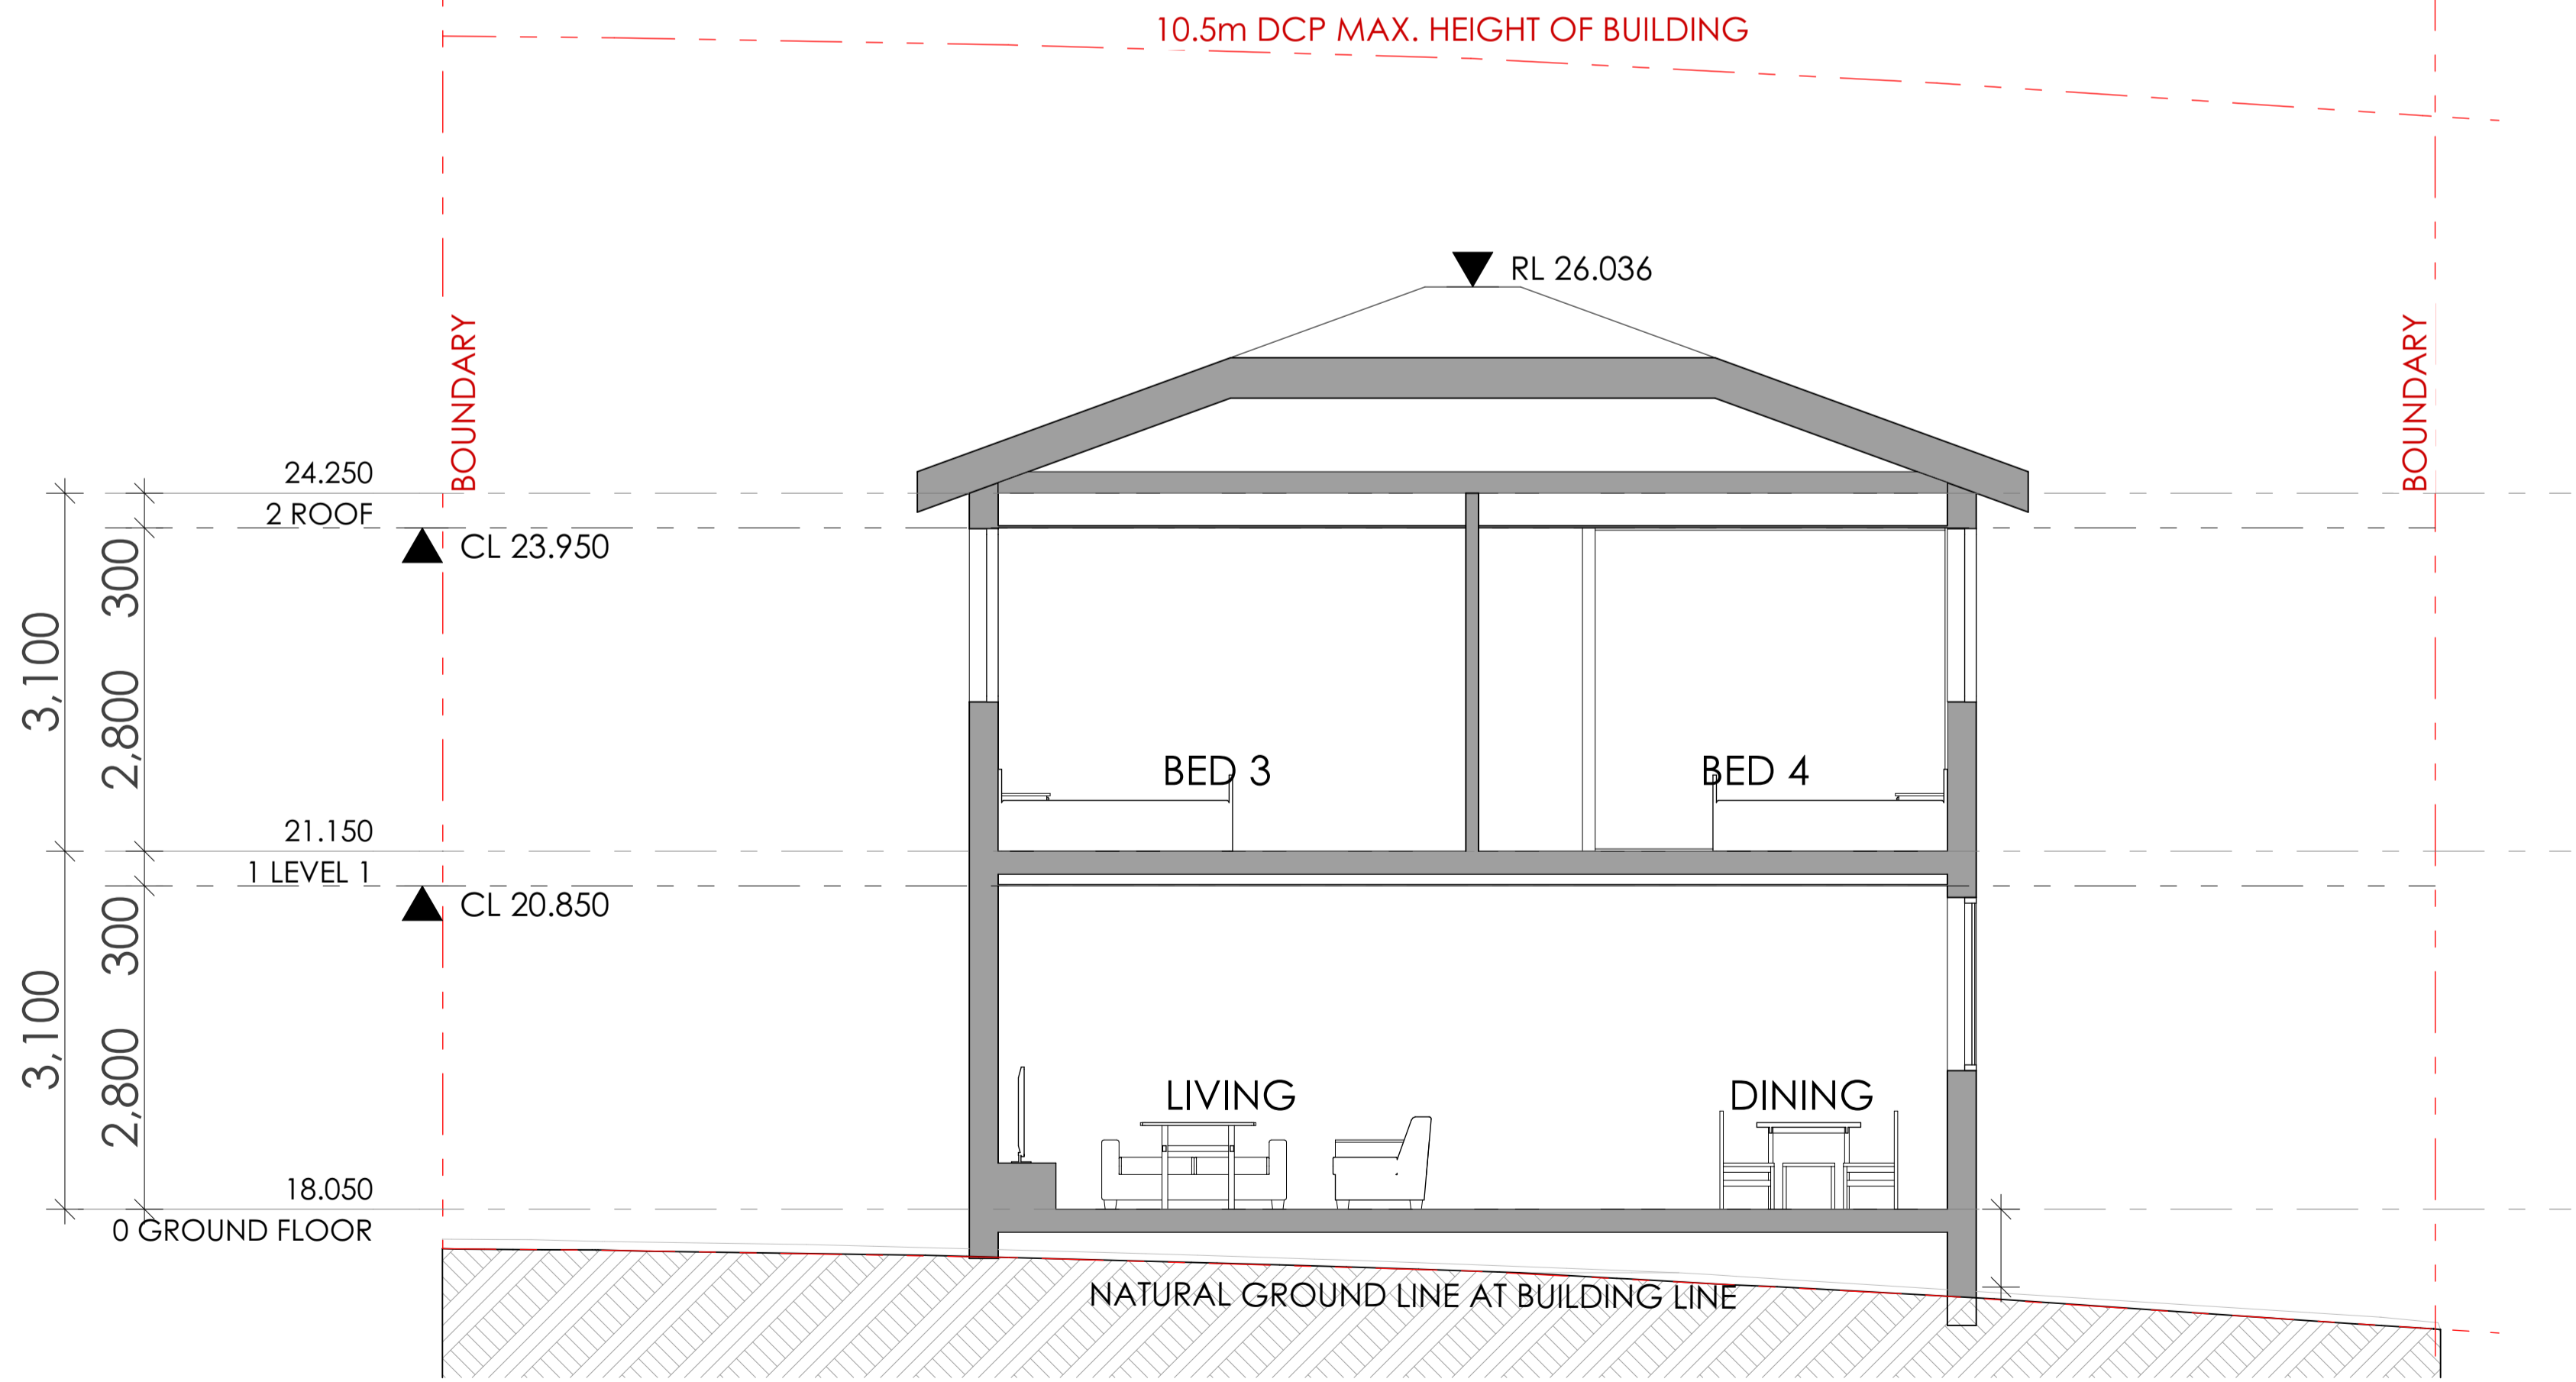 10.5m DCP MAX. HEIGHT OF BUILDING
RL 26.036
BOUNDARY
BOUNDARY
24.250
2 ROOF
CL 23.950
300
3,100
2,800
BED 3
BED 4
21.150
1 LEVEL 1
CL 20.850
300
3,100
2,800
LIVING
DINING
18.050
0 GROUND FLOOR
NATURAL GROUND LINE AT BUILDING LINE